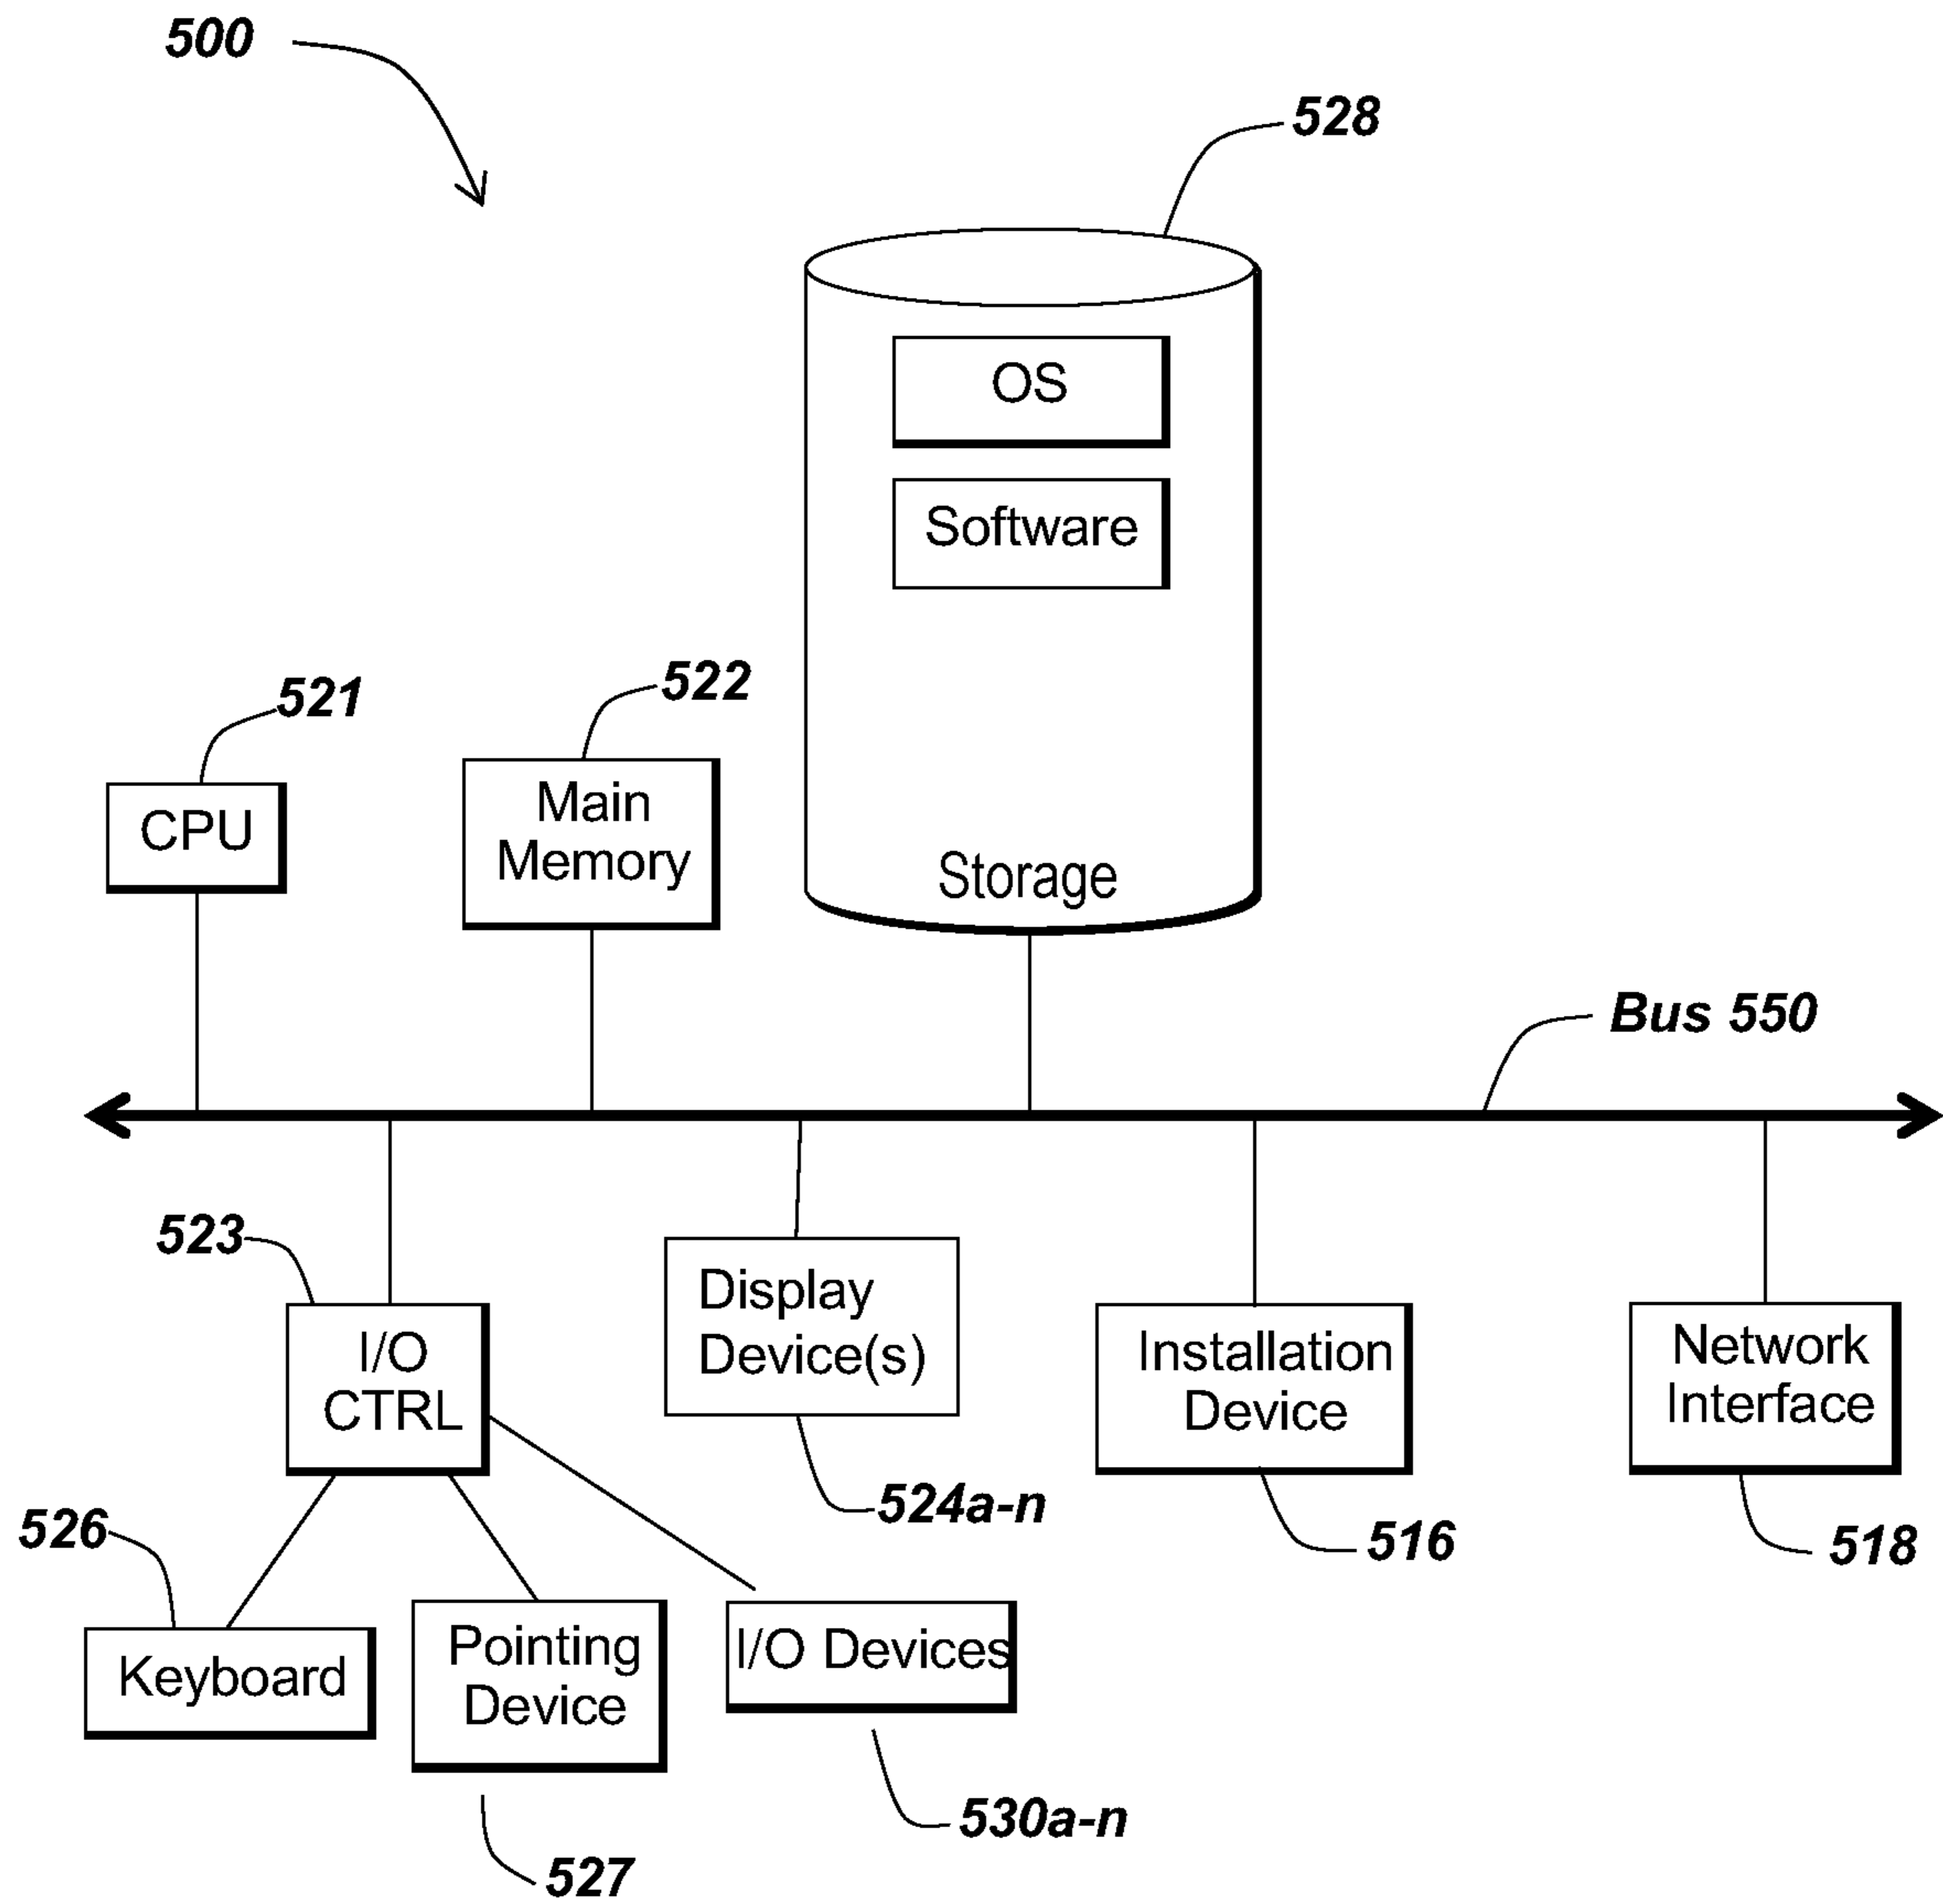 500
528
OS
Software
521
522
CPU
Main
Memory
Storage
Bus 550
523
I/O
CTRL
Display
Device(s)
Installation
Device
Network
Interface
524a-n
526
516
518
Keyboard
Pointing
Device
I/O Devices
530a-n
527